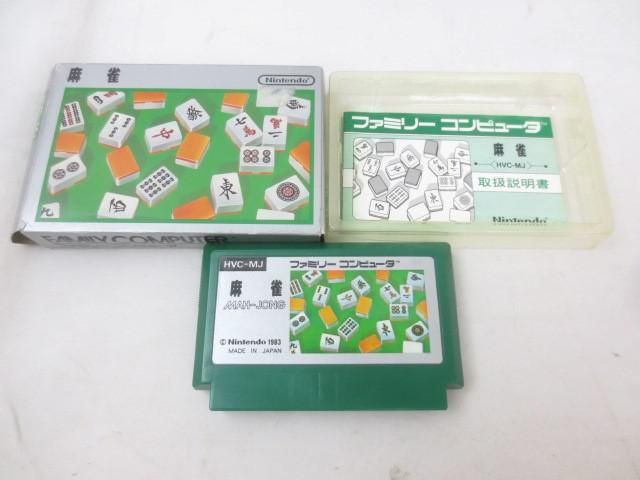 麻雀
Nintendo
FAMILY COMPUTER
ファミリー コンピュータ
麻雀
HVC-MJ
取扱説明書
Nintendo
HVC-MJ
ファミリー コンピュータ
麻雀
MAH-JONG
© Nintendo 1983
MADE IN JAPAN
東